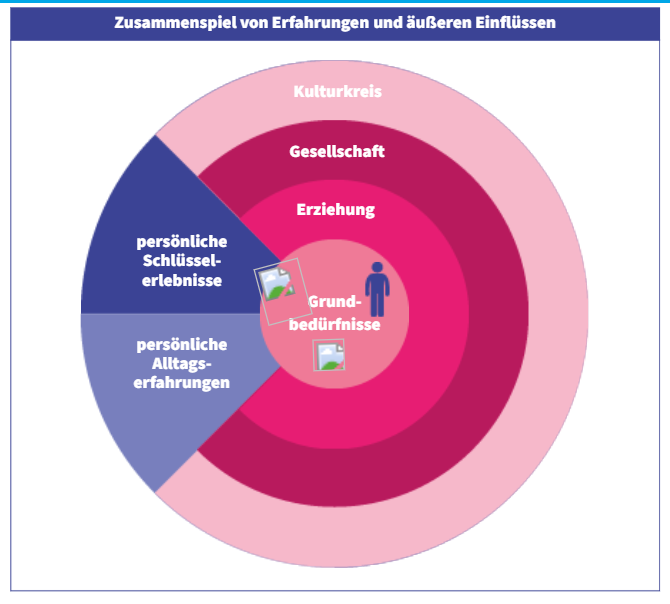 Zusammenspiel von Erfahrungen und äußeren Einflüssen
Kulturkreis
Gesellschaft
Erziehung
persönliche
Schlüssel-
erlebnisse
Grund-
bedürfnisse
persönliche
Alltags-
erfahrungen